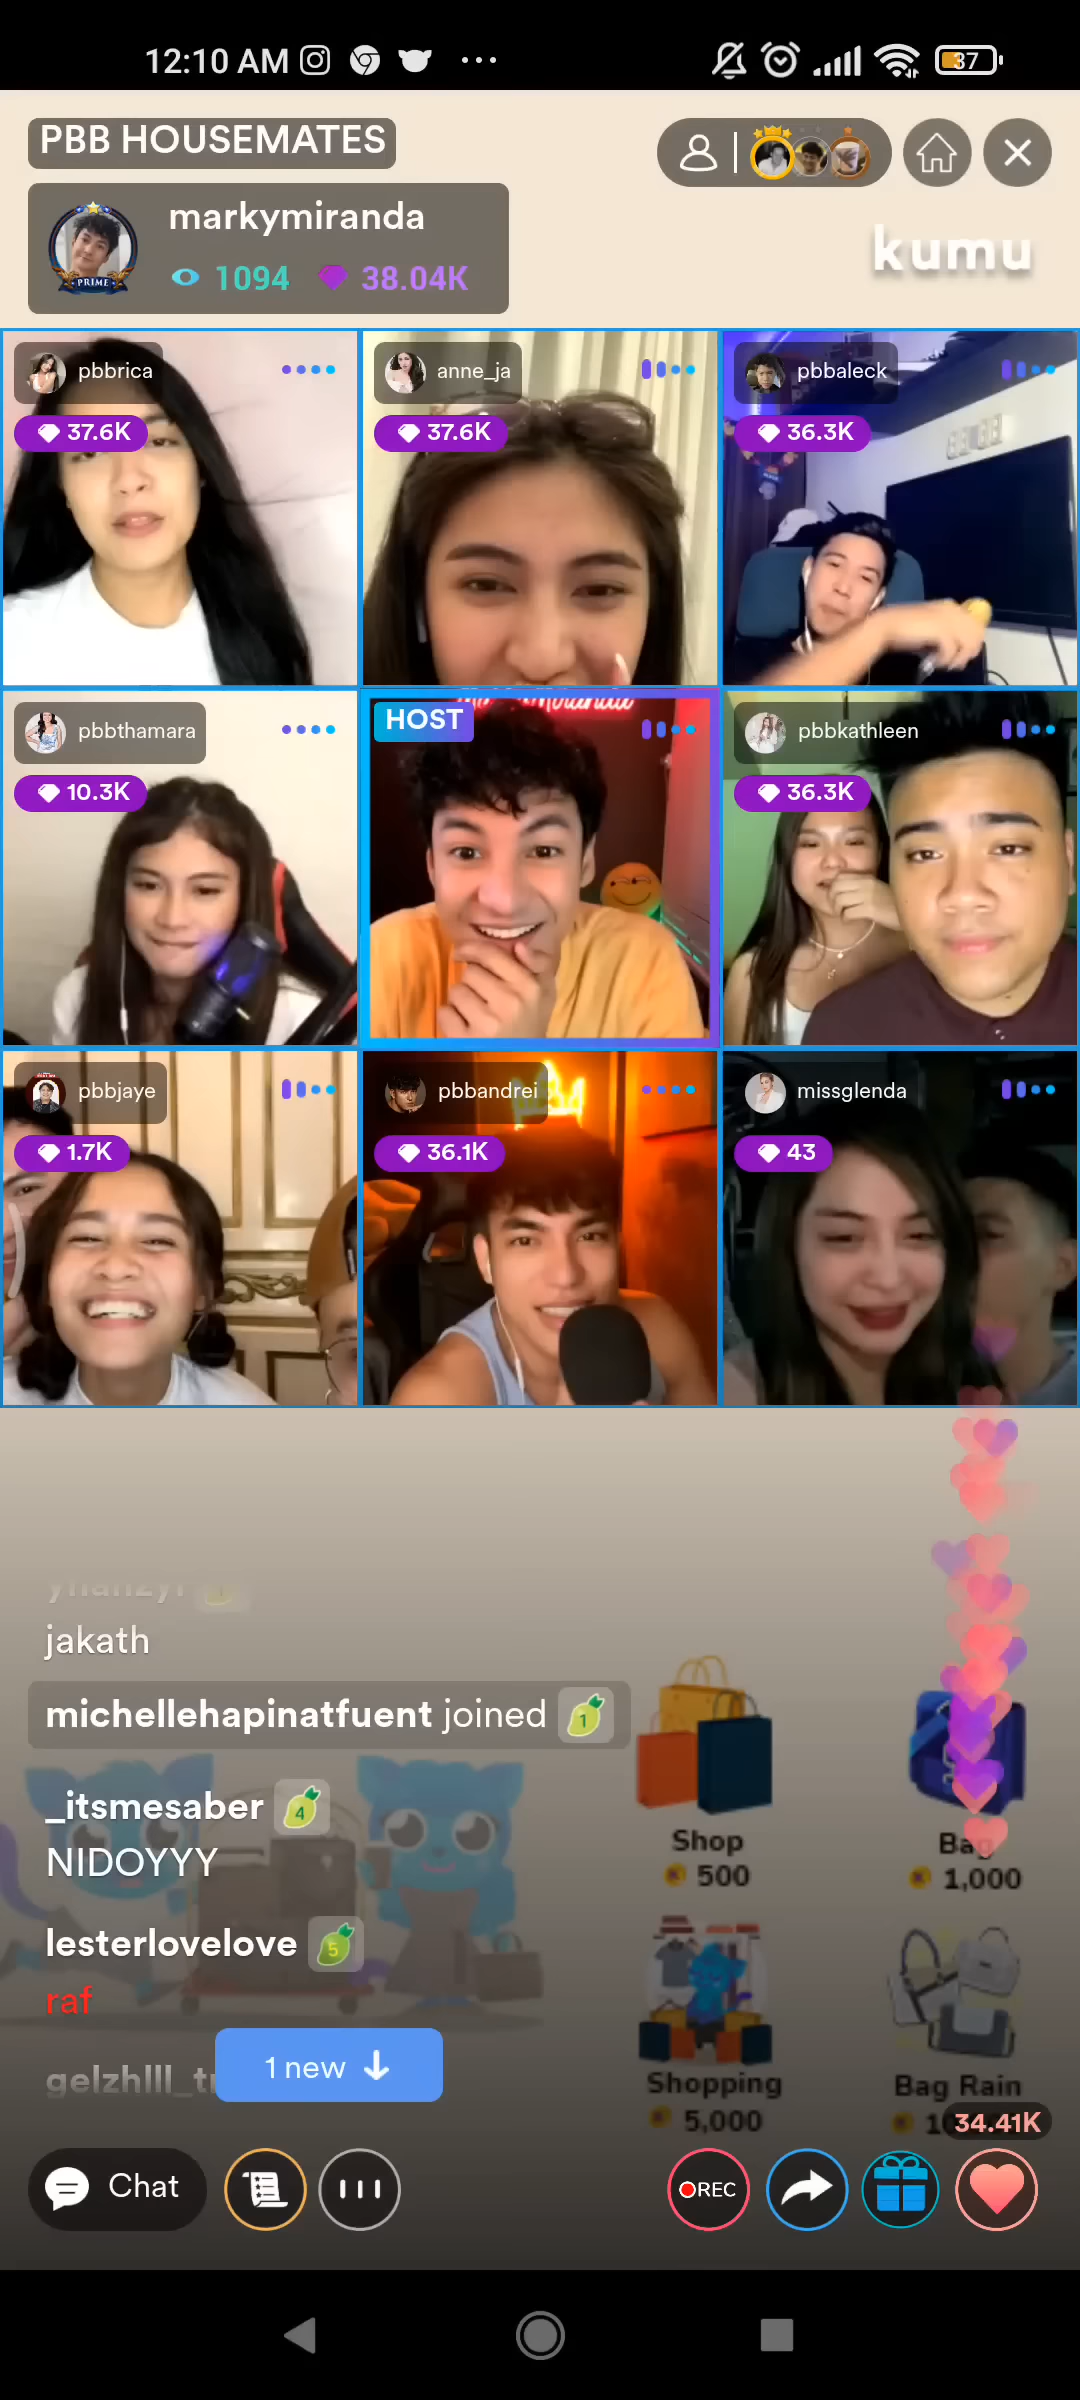 12:10 AM
37
PBB HOUSEMATES
markymiranda
PRIME
1094
38.04K
kumu
pbbrica
37.6K
anne_ja
37.6K
pbbaleck
36.3K
pbbthamara
10.3K
HOST
pbbkathleen
36.3K
pbbjaye
1.7K
pbbandrei
36.1K
missglenda
43
jakath
michellehapinatfuent joined 1
_itsmesaber 4
NIDOYYY
lesterlovelove 5
raf
1 new
Shop
500
Bag
1,000
Shopping
5,000
Bag Rain
34.41K
Chat
REC